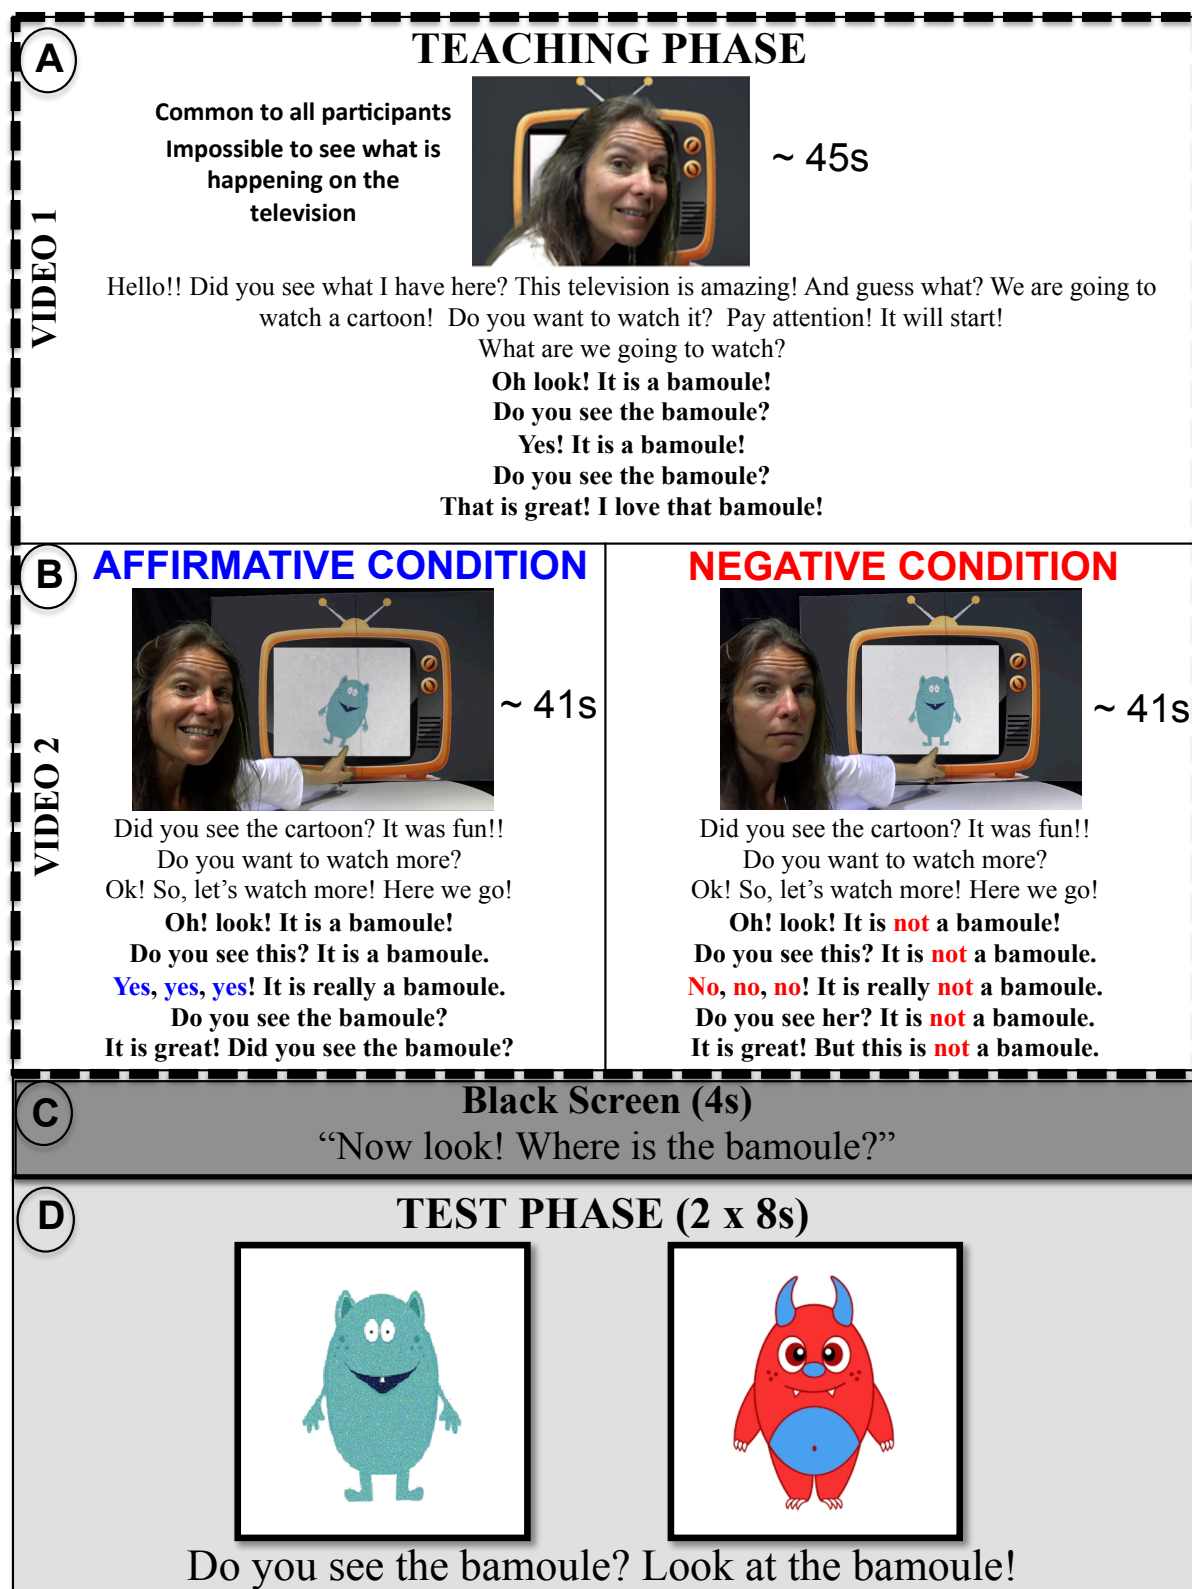 A
TEACHING PHASE
Common to all participants
Impossible to see what is
happening on the
television
~ 45s
VIDEO 1
Hello!! Did you see what I have here? This television is amazing! And guess what? We are going to
watch a cartoon!  Do you want to watch it?  Pay attention! It will start!
What are we going to watch?
Oh look! It is a bamoule!
Do you see the bamoule?
Yes! It is a bamoule!
Do you see the bamoule?
That is great! I love that bamoule!
B
VIDEO 2
AFFIRMATIVE CONDITION
~ 41s
Did you see the cartoon? It was fun!!
Do you want to watch more?
Ok! So, let's watch more! Here we go!
Oh! look! It is a bamoule!
Do you see this? It is a bamoule.
Yes, yes, yes! It is really a bamoule.
Do you see the bamoule?
It is great! Did you see the bamoule?
NEGATIVE CONDITION
~ 41s
Did you see the cartoon? It was fun!!
Do you want to watch more?
Ok! So, let's watch more! Here we go!
Oh! look! It is not a bamoule!
Do you see this? It is not a bamoule.
No, no, no! It is really not a bamoule.
Do you see her? It is not a bamoule.
It is great! But this is not a bamoule.
C
Black Screen (4s)
“Now look! Where is the bamoule?”
D
TEST PHASE (2 x 8s)
Do you see the bamoule? Look at the bamoule!